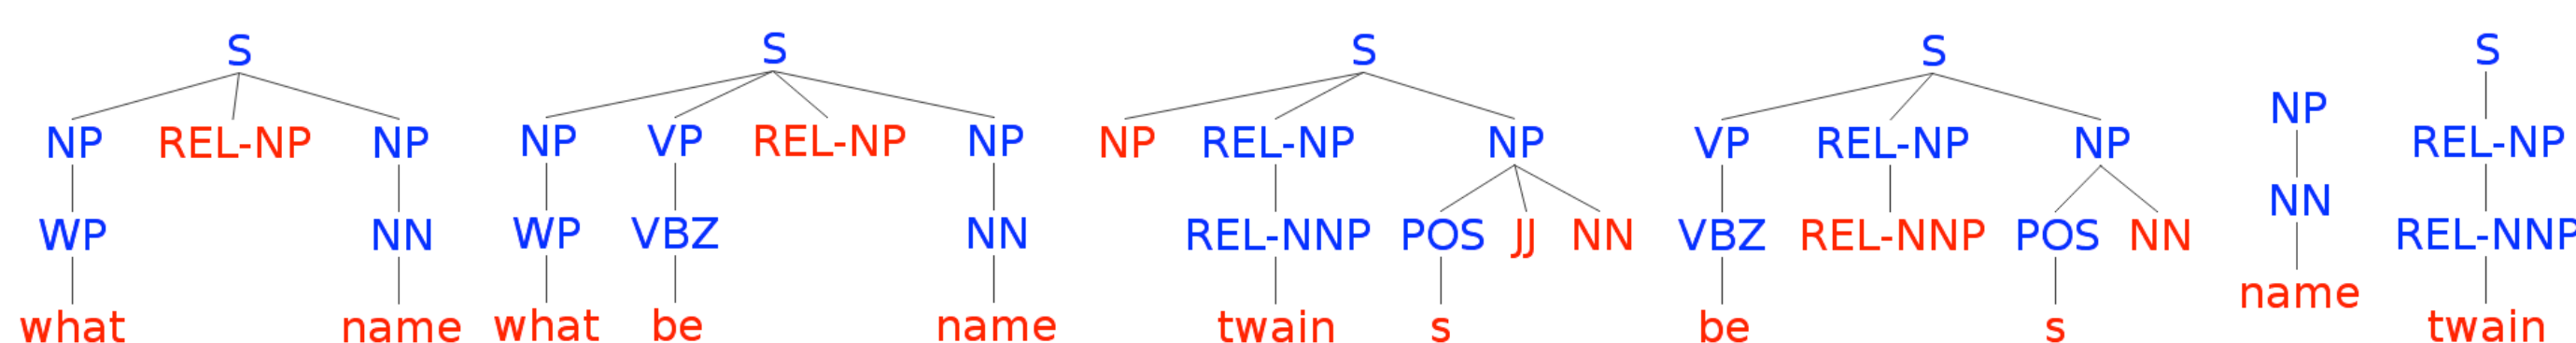 S S S S S
NP
NP REL-NP NP NP VP REL-NP NP NP REL-NP NP VP REL-NP NP REL-NP
NN
WP NN WP VBZ NN REL-NNP POS JJ NN VBZ REL-NNP POS NN REL-NNP
name
what name what be name twain s be s twain